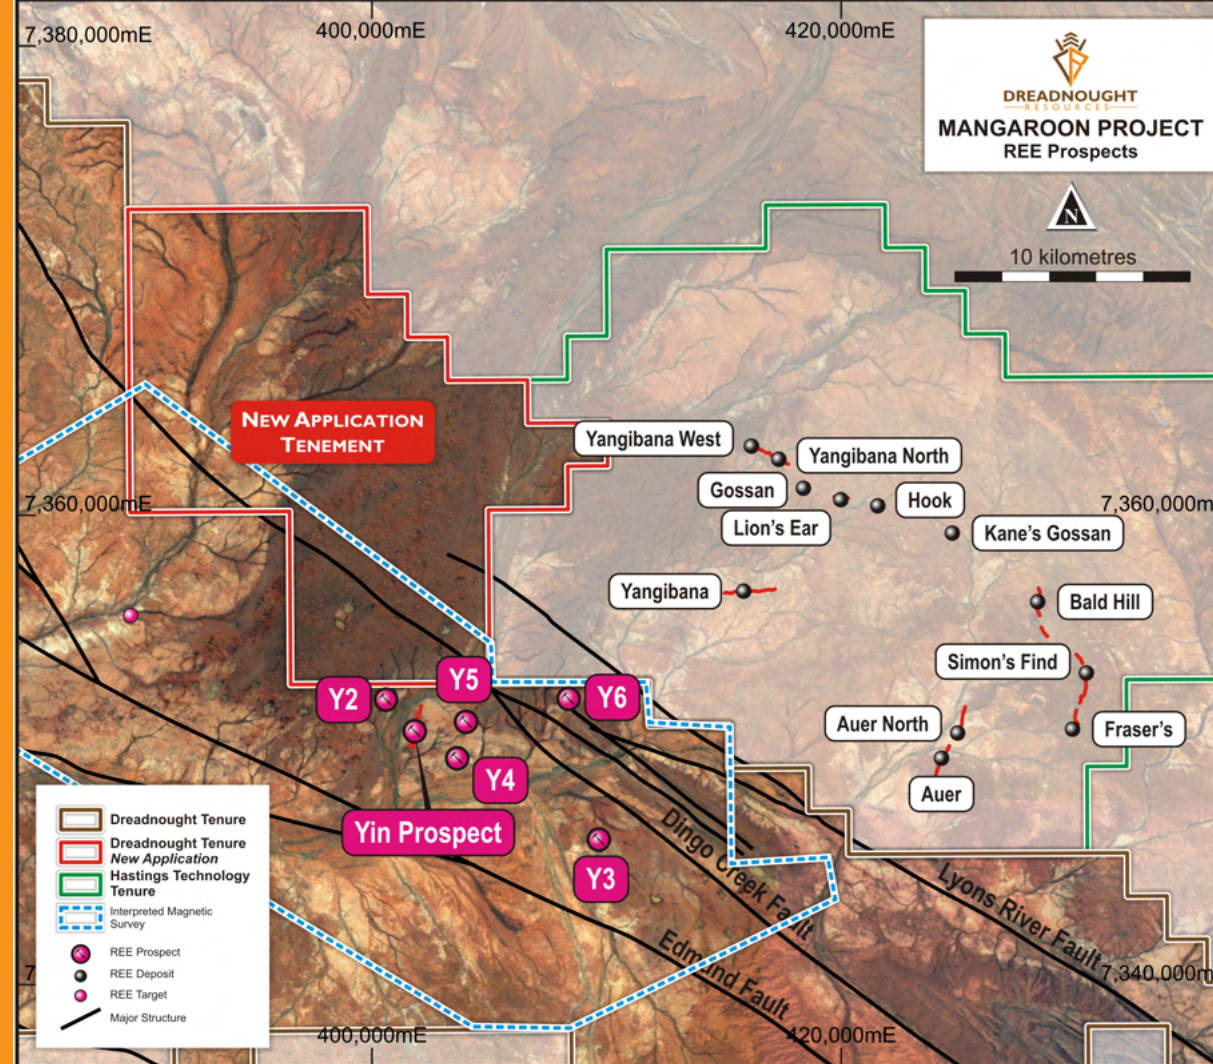 7,380,000mE
400,000mE
420,000mE
DREADNOUGHT
RESOURCES
MANGAROON PROJECT
REE Prospects
N
10 kilometres
NEW APPLICATION
TENEMENT
Yangibana West
Yangibana North
Gossan
Hook
Lion's Ear
Kane's Gossan
7,360,000mE
7,360,000m
Yangibana
Bald Hill
Simon's Find
Y5
Y2
Y6
Auer North
Fraser's
Y4
Auer
Yin Prospect
Y3
Dingo Creek Fault
Lyons River Fault
Edmund Fault
Dreadnought Tenure
Dreadnought Tenure
New Application
Hastings Technology
Tenure
Interpreted Magnetic
Survey
REE Prospect
REE Deposit
REE Target
Major Structure
7
7,340,000m
400,000mE
420,000mE